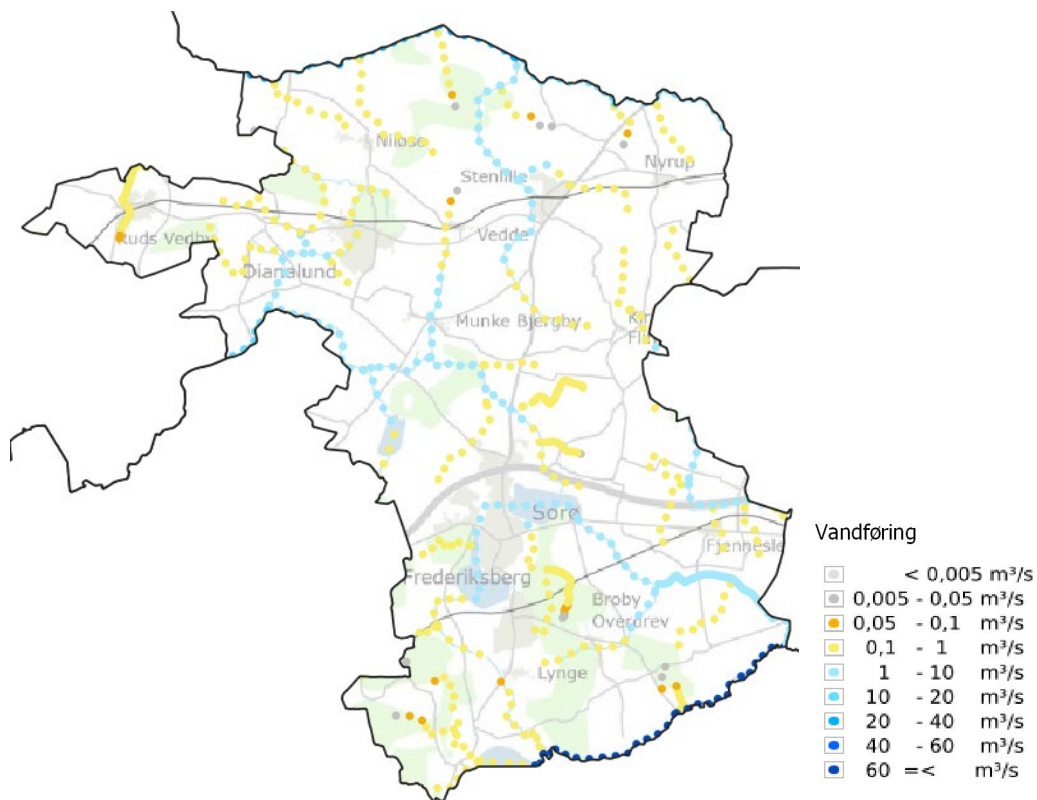 Niløse
Nyrup
Stenlille
Ruds Vedby
Vedde
Dianalund
Munke Bjergby
Sorø
Fjennesle
Frederiksberg
Broby
Overdrev
Lynge
Vandføring
< 0,005 m³/s
0,005 - 0,05 m³/s
0,05 - 0,1 m³/s
0,1 - 1 m³/s
1 - 10 m³/s
10 - 20 m³/s
20 - 40 m³/s
40 - 60 m³/s
60 =< m³/s